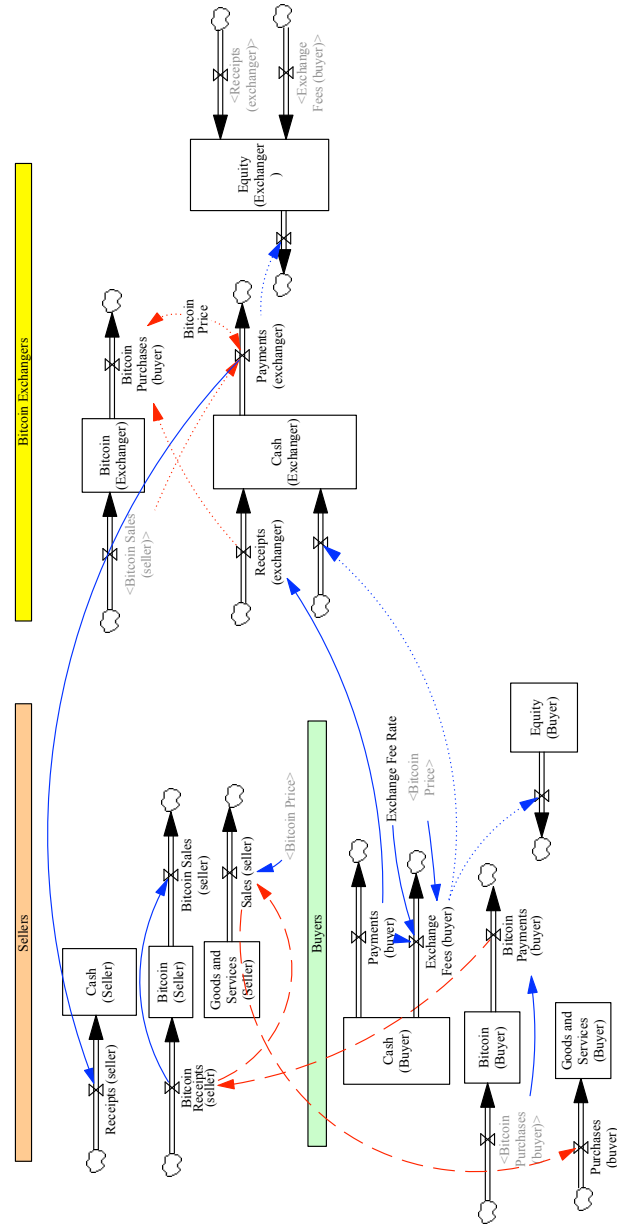 Sellers
Bitcoin Exchangers
Receipts (seller)
Cash
(Seller)
Bitcoin
Receipts
(seller)
Bitcoin
(Seller)
Bitcoin Sales
(seller)
Goods and
Services
(Seller)
Sales (seller)
<Bitcoin Price>
<Bitcoin Sales
(seller)>
Bitcoin
(Exchanger)
Bitcoin
Purchases
(buyer)
Bitcoin
Price
Receipts
(exchanger)
Cash
(Exchanger)
Payments
(exchanger)
Equity
(Exchanger
)
<Receipts
(exchanger)>
<Exchange
Fees (buyer)>
Buyers
Cash
(Buyer)
Payments
(buyer)
Exchange
Fees (buyer)
Exchange Fee Rate
<Bitcoin
Price>
<Bitcoin
Purchases
(buyer)>
Bitcoin
(Buyer)
Bitcoin
Payments
(buyer)
Equity
(Buyer)
Purchases
(buyer)
Goods and
Services
(Buyer)